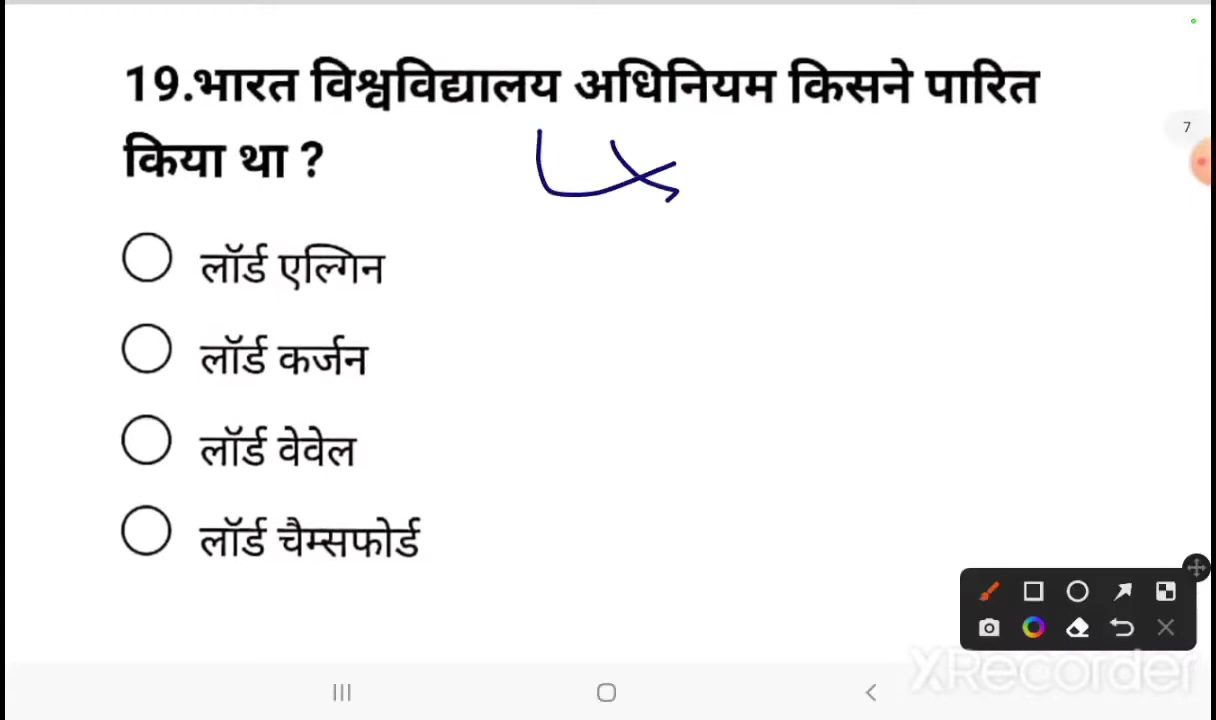 19.भारत विश्वविद्यालय अधिनियम किसने पारित
किया था ?
7
लॉर्ड एल्गिन
लॉर्ड कर्जन
लॉर्ड वेवेल
लॉर्ड चैम्सफोर्ड
XRecorder